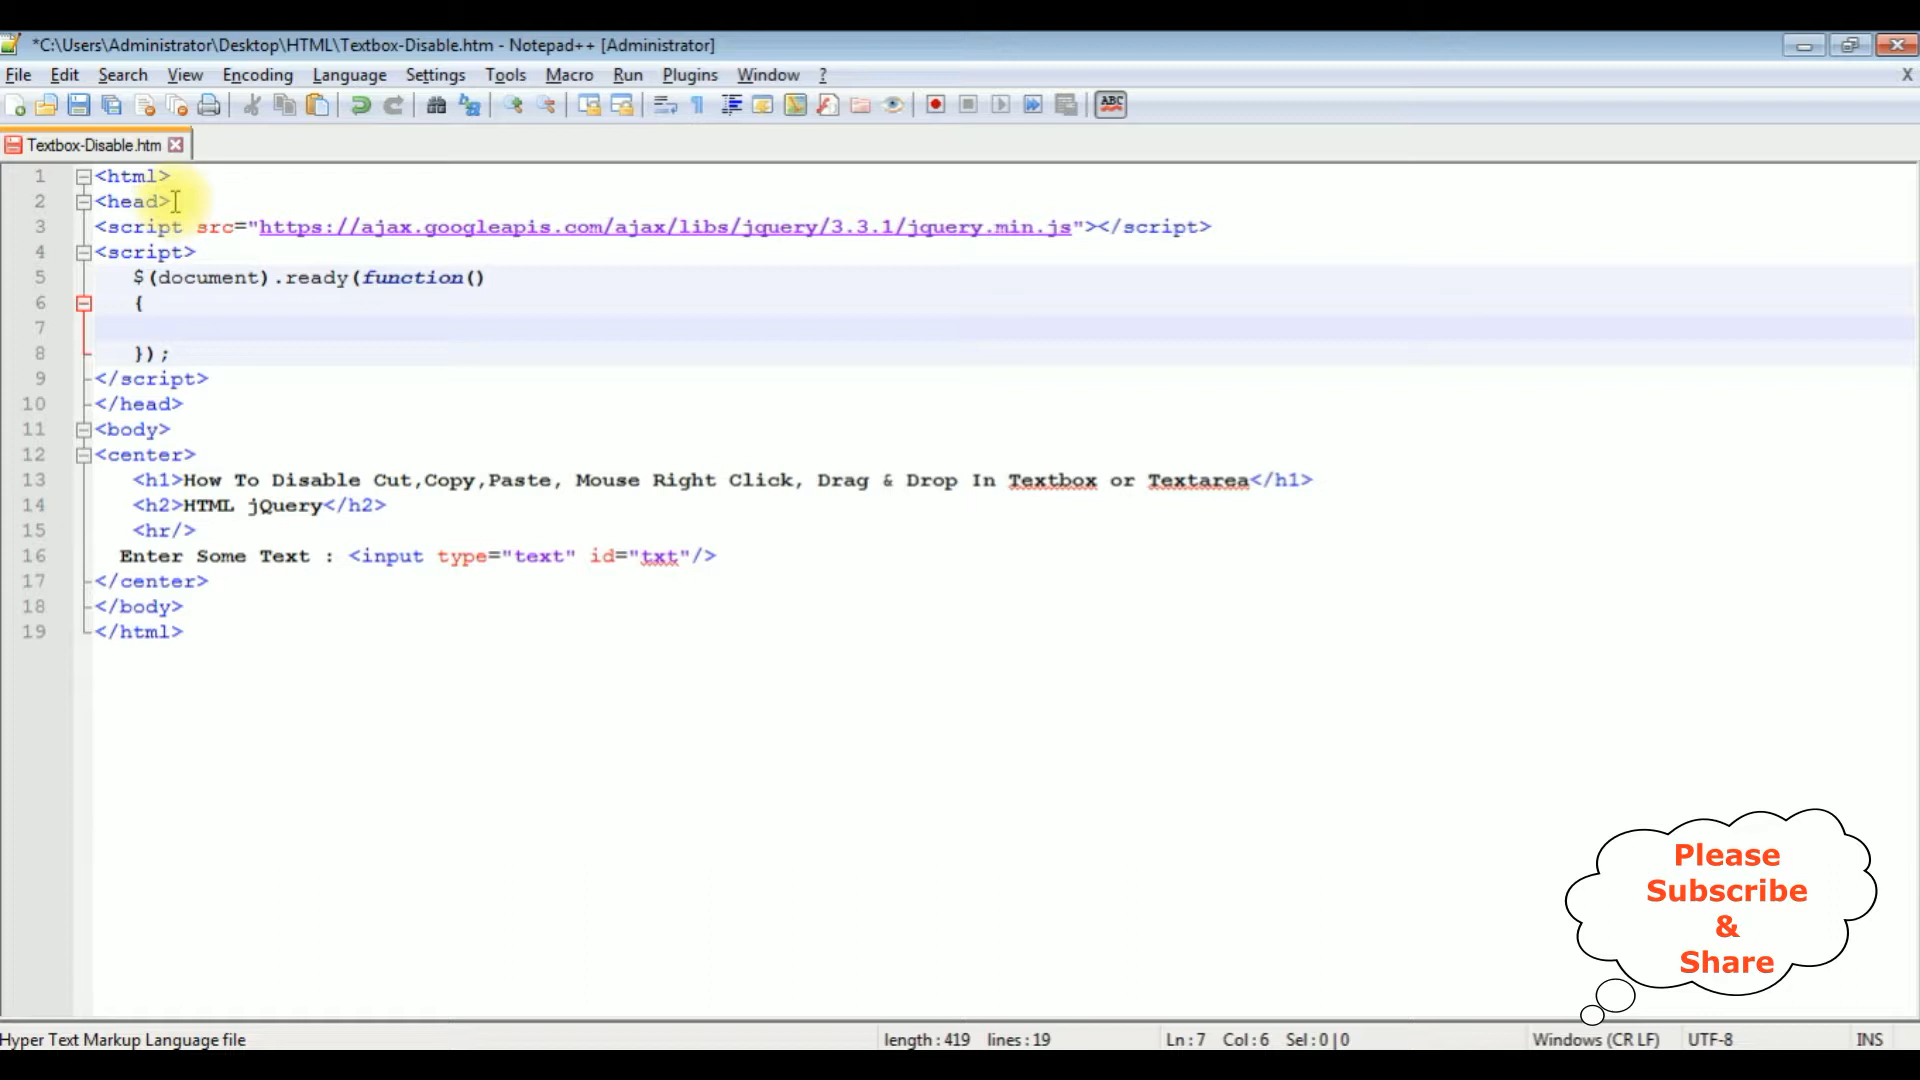 *C:\Users\Administrator\Desktop\HTML\Textbox-Disable.htm - Notepad++ [Administrator]
File Edit Search View Encoding Language Settings Tools Macro Run Plugins Window ? X
ABC
Textbox-Disable.htm
1 <html>
2 <head>
3 <script src="https://ajax.googleapis.com/ajax/libs/jquery/3.3.1/jquery.min.js"></script>
4 <script>
5 $(document).ready(function()
6 {
7
8 });
9 </script>
10 </head>
11 <body>
12 <center>
13 <h1>How To Disable Cut,Copy,Paste, Mouse Right Click, Drag & Drop In Textbox or Textarea</h1>
14 <h2>HTML jQuery</h2>
15 <hr/>
16 Enter Some Text : <input type="text" id="txt"/>
17 </center>
18 </body>
19 </html>
Please
Subscribe
&
Share
Hyper Text Markup Language file length : 419 lines : 19 Ln : 7 Col : 6 Sel : 0 | 0 Windows (CR LF) UTF-8 INS